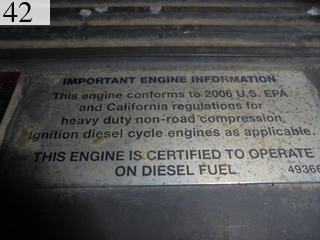 42
IMPORTANT ENGINE INFORMATION
This engine conforms to 2006 U.S. EPA
and California regulations for
heavy duty non-road compression
ignition diesel cycle engines as applicable.
THIS ENGINE IS CERTIFIED TO OPERATE
ON DIESEL FUEL 49366